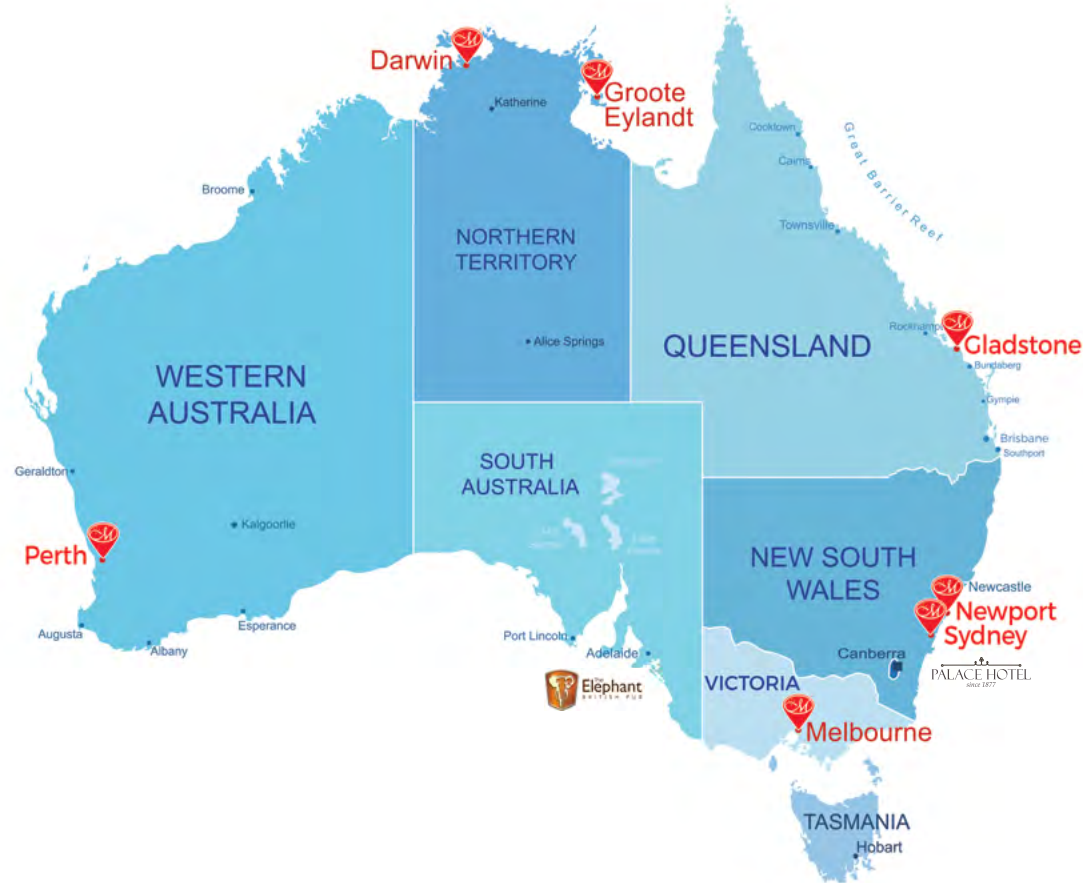 Darwin
Groote
Eylandt
Katherine
Cooktown
Great Barrier Reef
Cairns
Broome
Townsville
NORTHERN
TERRITORY
Gladstone
QUEENSLAND
Alice Springs
Bundaberg
WESTERN
AUSTRALIA
Gympie
Brisbane
Southport
SOUTH
AUSTRALIA
Geraldton
Kalgoorlie
Perth
NEW SOUTH
WALES
Newcastle
Newport
Sydney
Esperance
Augusta
Albany
Port Lincoln
Adelaide
Canberra
PALACE HOTEL
since 1877
The
Elephant
BRITISH PUB
VICTORIA
Melbourne
TASMANIA
Hobart
M
M
M
M
M
M
M